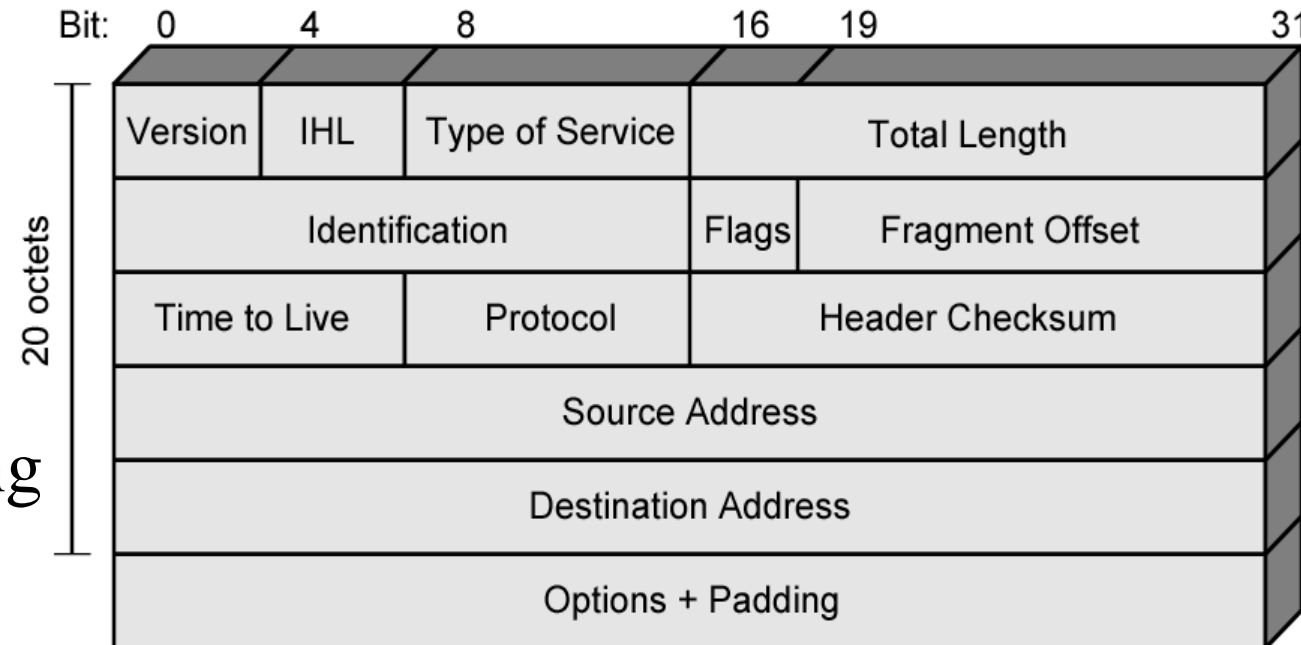 Bit: 0 4 8 16 19 31
Version IHL Type of Service Total Length
Identification Flags Fragment Offset
Time to Live Protocol Header Checksum
20 octets
Source Address
Destination Address
Options + Padding